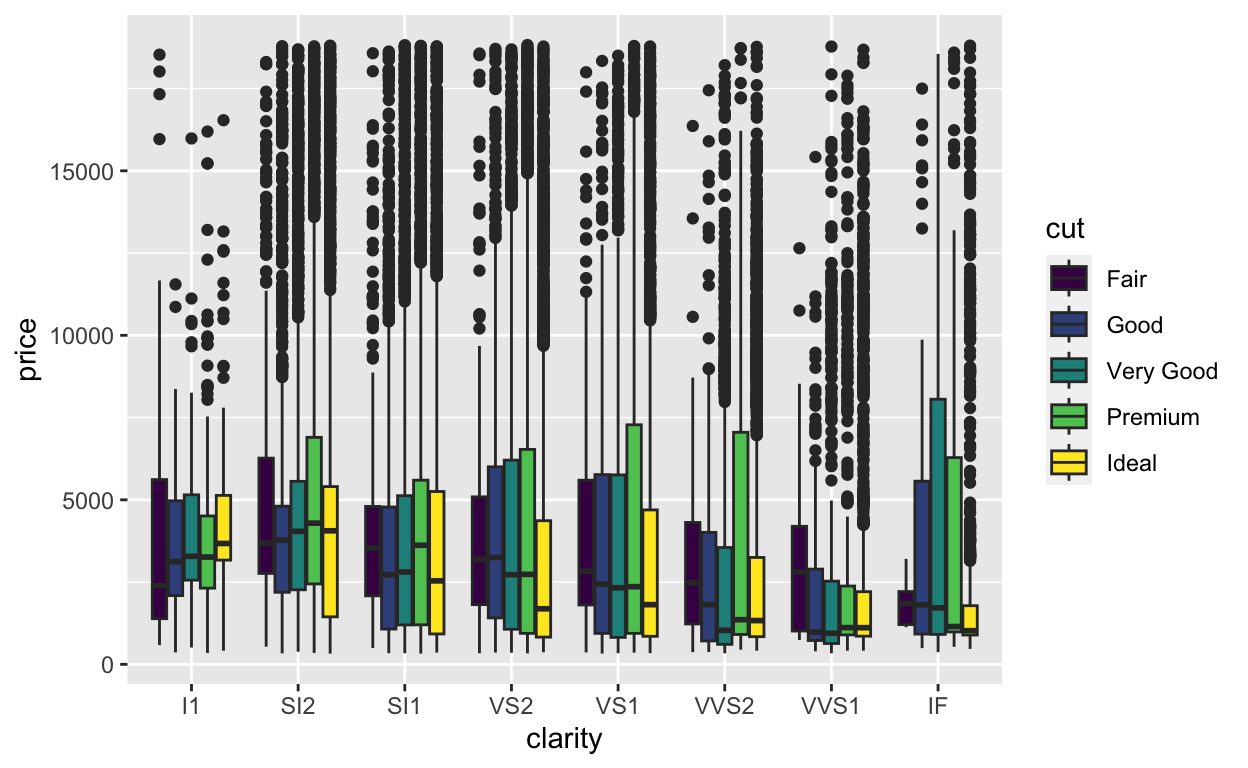 15000
10000
5000
0
price
I1 SI2 SI1 VS2 VS1 VVS2 VVS1 IF
clarity
cut
Fair
Good
Very Good
Premium
Ideal